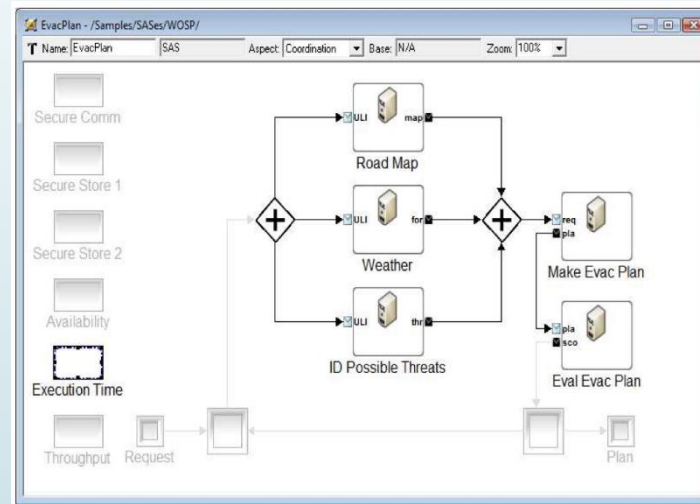 EvacPlan - /Samples/SASes/WOSP/
T Name: EvacPlan SAS Aspect: Coordination Base: N/A Zoom: 100%
Secure Comm
Secure Store 1
Secure Store 2
Availability
Execution Time
Throughput
Request
ULI map
Road Map
ULI for
Weather
ULI thr
ID Possible Threats
req
pla
Make Evac Plan
pla
sco
Eval Evac Plan
Plan